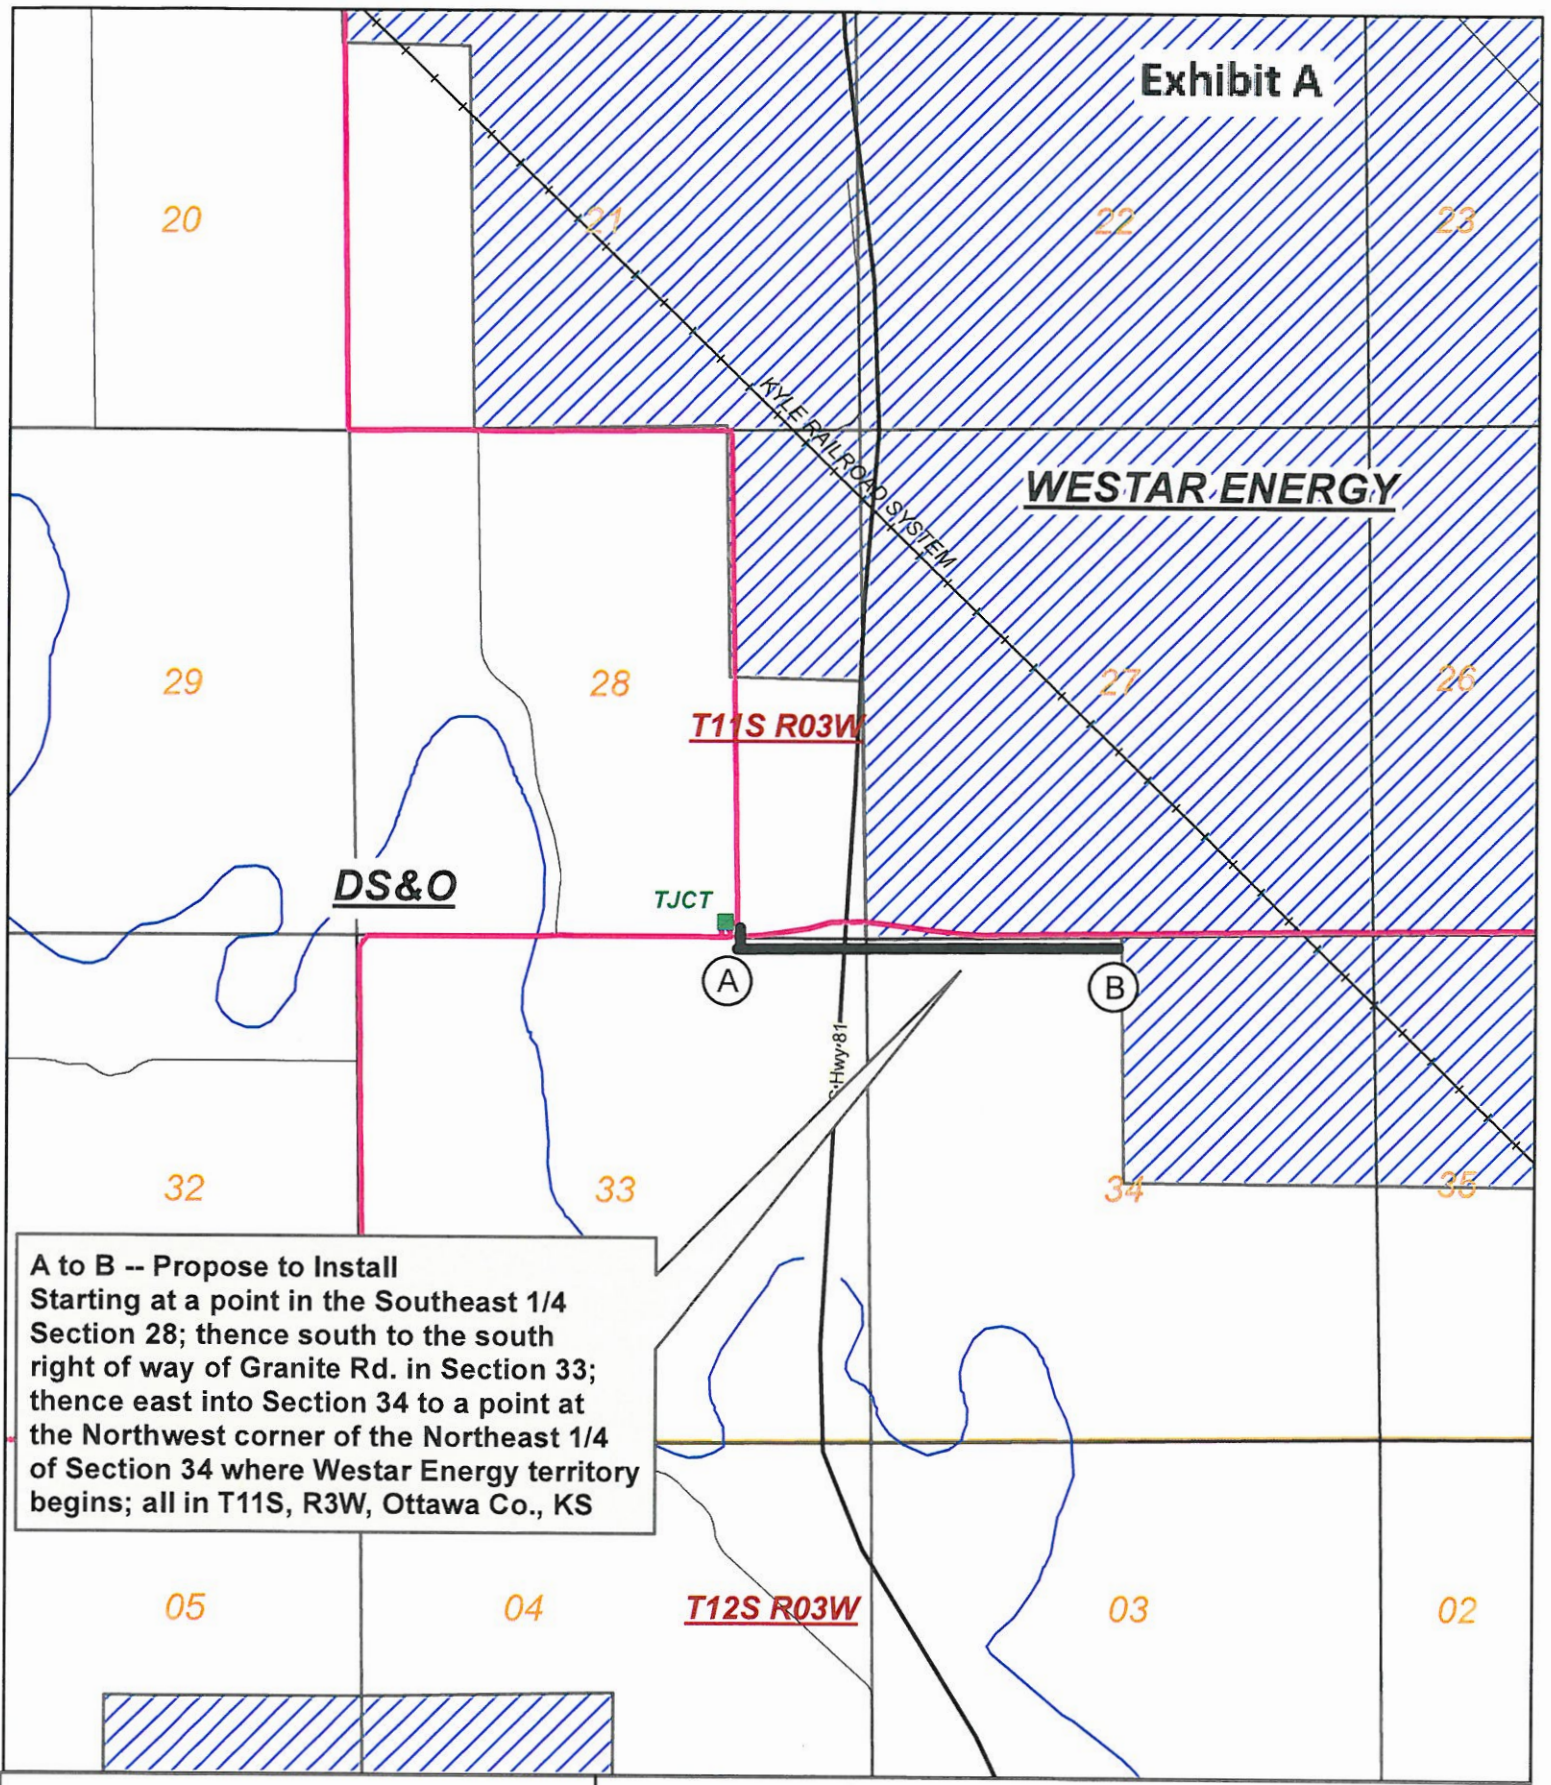 Exhibit A
20
21
22
23
KYLE RAILROAD SYSTEM
WESTAR ENERGY
29
28
27
26
T11S R03W
DS&O
TJCT
A
B
Hwy 81
32
33
34
35
A to B -- Propose to Install
Starting at a point in the Southeast 1/4
Section 28; thence south to the south
right of way of Granite Rd. in Section 33;
thence east into Section 34 to a point at
the Northwest corner of the Northeast 1/4
of Section 34 where Westar Energy territory
begins; all in T11S, R3W, Ottawa Co., KS
05
04
T12S R03W
03
02